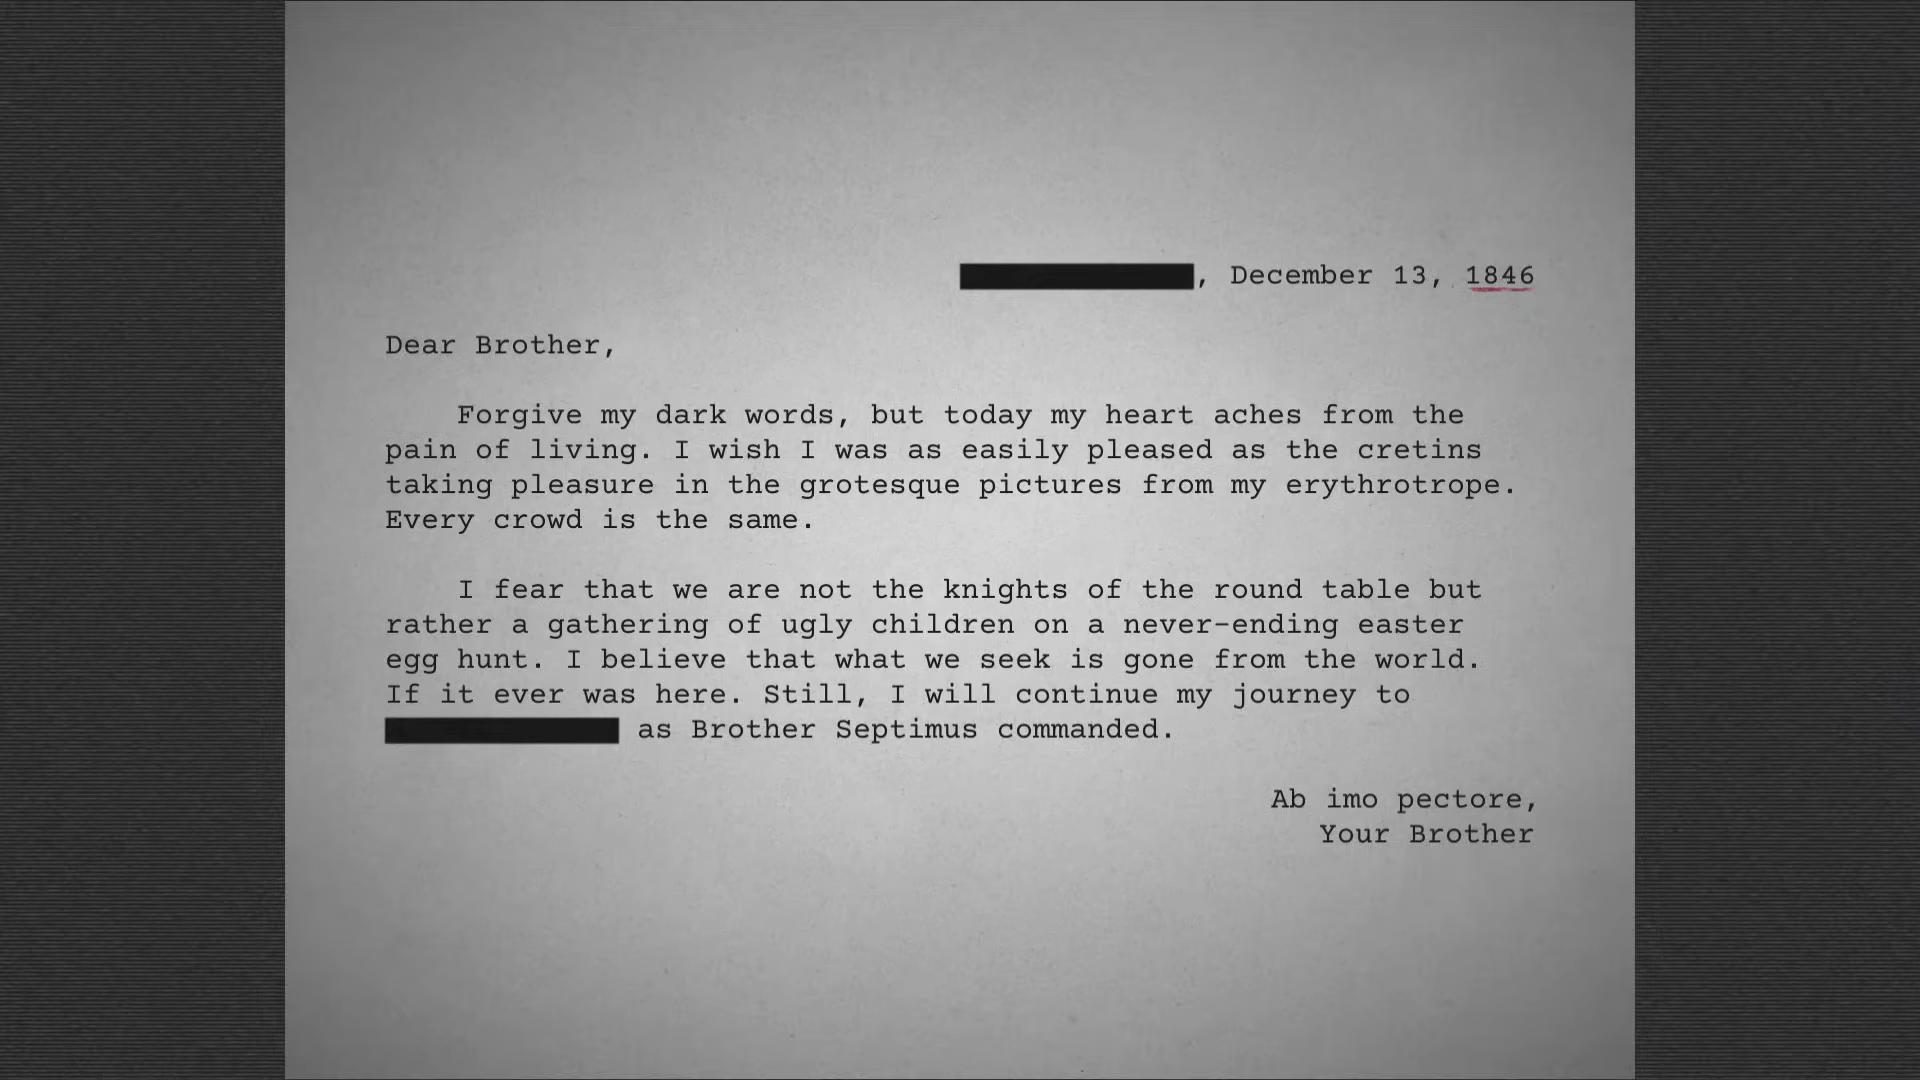 , December 13, 1846
Dear Brother,
Forgive my dark words, but today my heart aches from the
pain of living. I wish I was as easily pleased as the cretins
taking pleasure in the grotesque pictures from my erythrotrope.
Every crowd is the same.
I fear that we are not the knights of the round table but
rather a gathering of ugly children on a never-ending easter
egg hunt. I believe that what we seek is gone from the world.
If it ever was here. Still, I will continue my journey to
as Brother Septimus commanded.
Ab imo pectore,
Your Brother